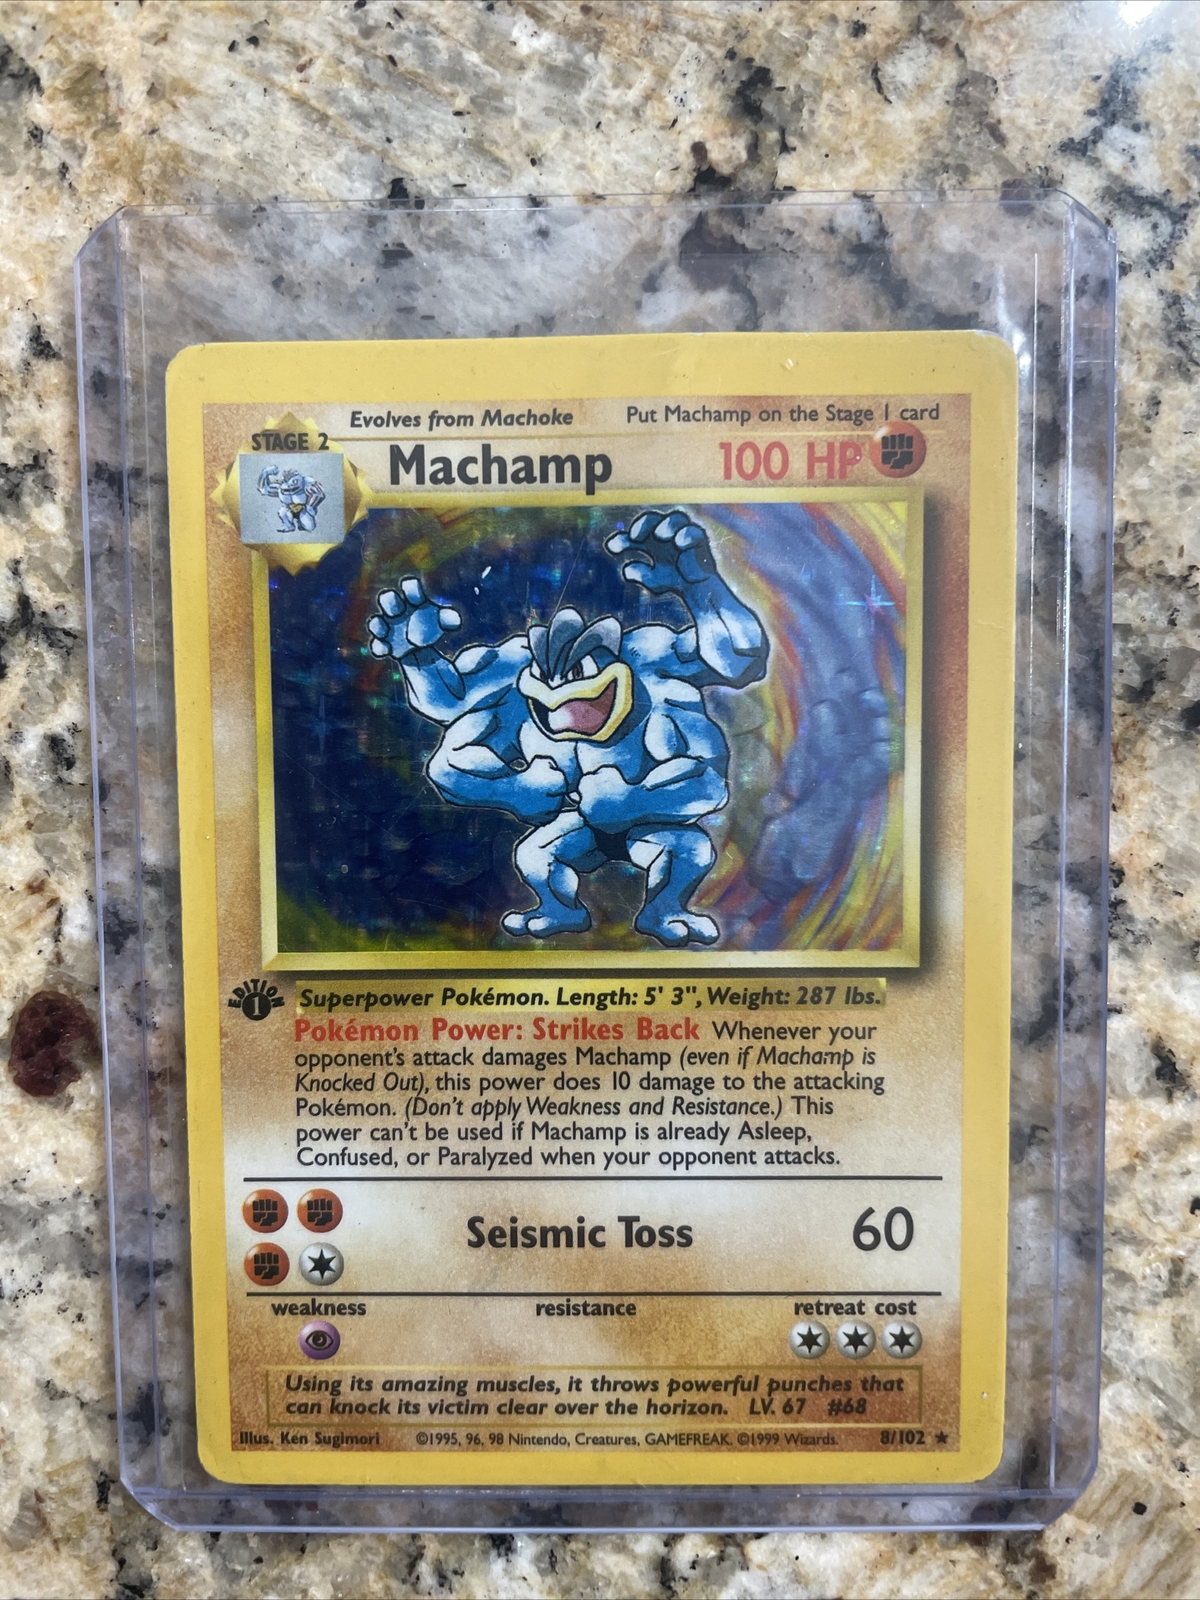 Evolves from Machoke
Put Machamp on the Stage 1 card
STAGE 2
Machamp
100 HP
EDITION
1
Superpower Pokémon. Length: 5' 3", Weight: 287 lbs.
Pokémon Power: Strikes Back Whenever your
opponent's attack damages Machamp (even if Machamp is
Knocked Out), this power does 10 damage to the attacking
Pokémon. (Don't apply Weakness and Resistance.) This
power can't be used if Machamp is already Asleep,
Confused, or Paralyzed when your opponent attacks.
Seismic Toss
60
weakness
resistance
retreat cost
Using its amazing muscles, it throws powerful punches that
can knock its victim clear over the horizon. LV. 67 #68
Illus. Ken Sugimori
©1995, 96, 98 Nintendo, Creatures, GAMEFREAK. ©1999 Wizards.
8/102 ★